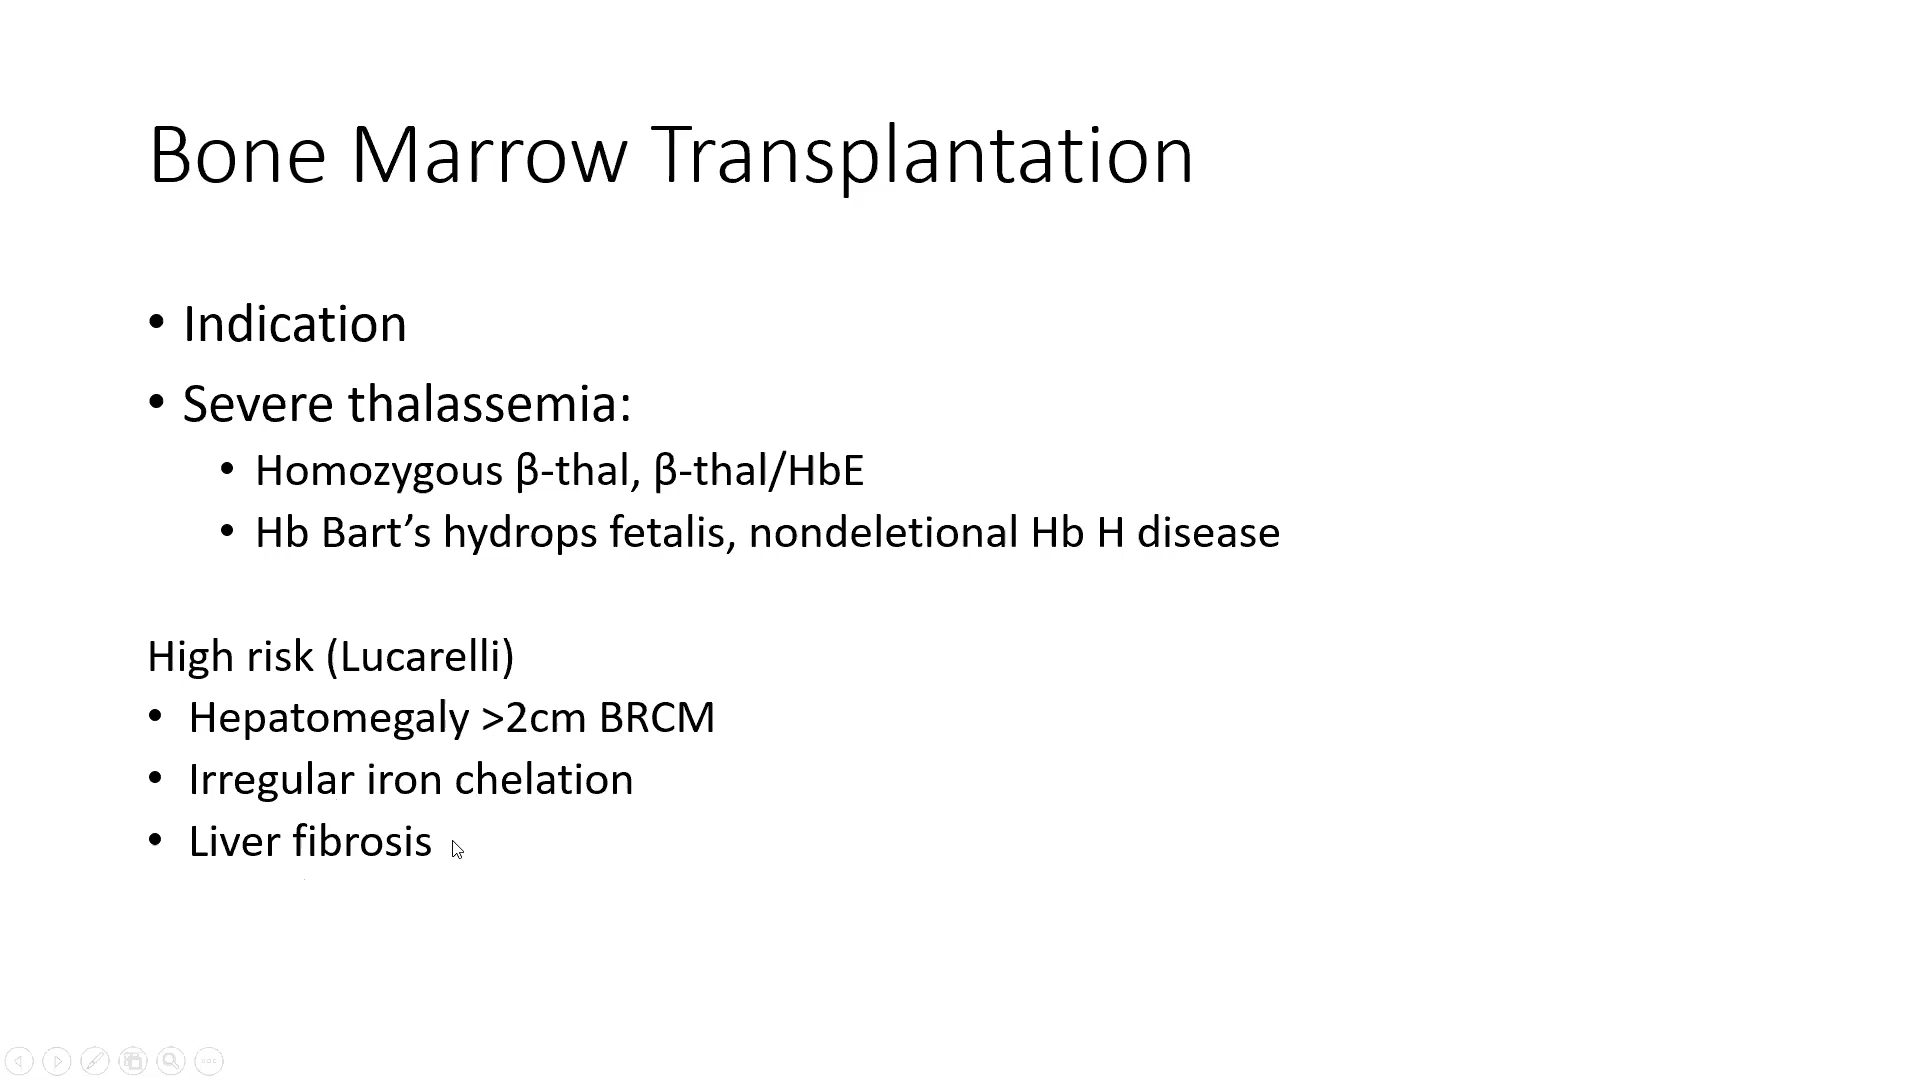 Bone Marrow Transplantation
• Indication
• Severe thalassemia:
• Homozygous β-thal, β-thal/HbE
• Hb Bart’s hydrops fetalis, nondeletional Hb H disease
High risk (Lucarelli)
• Hepatomegaly >2cm BRCM
• Irregular iron chelation
• Liver fibrosis